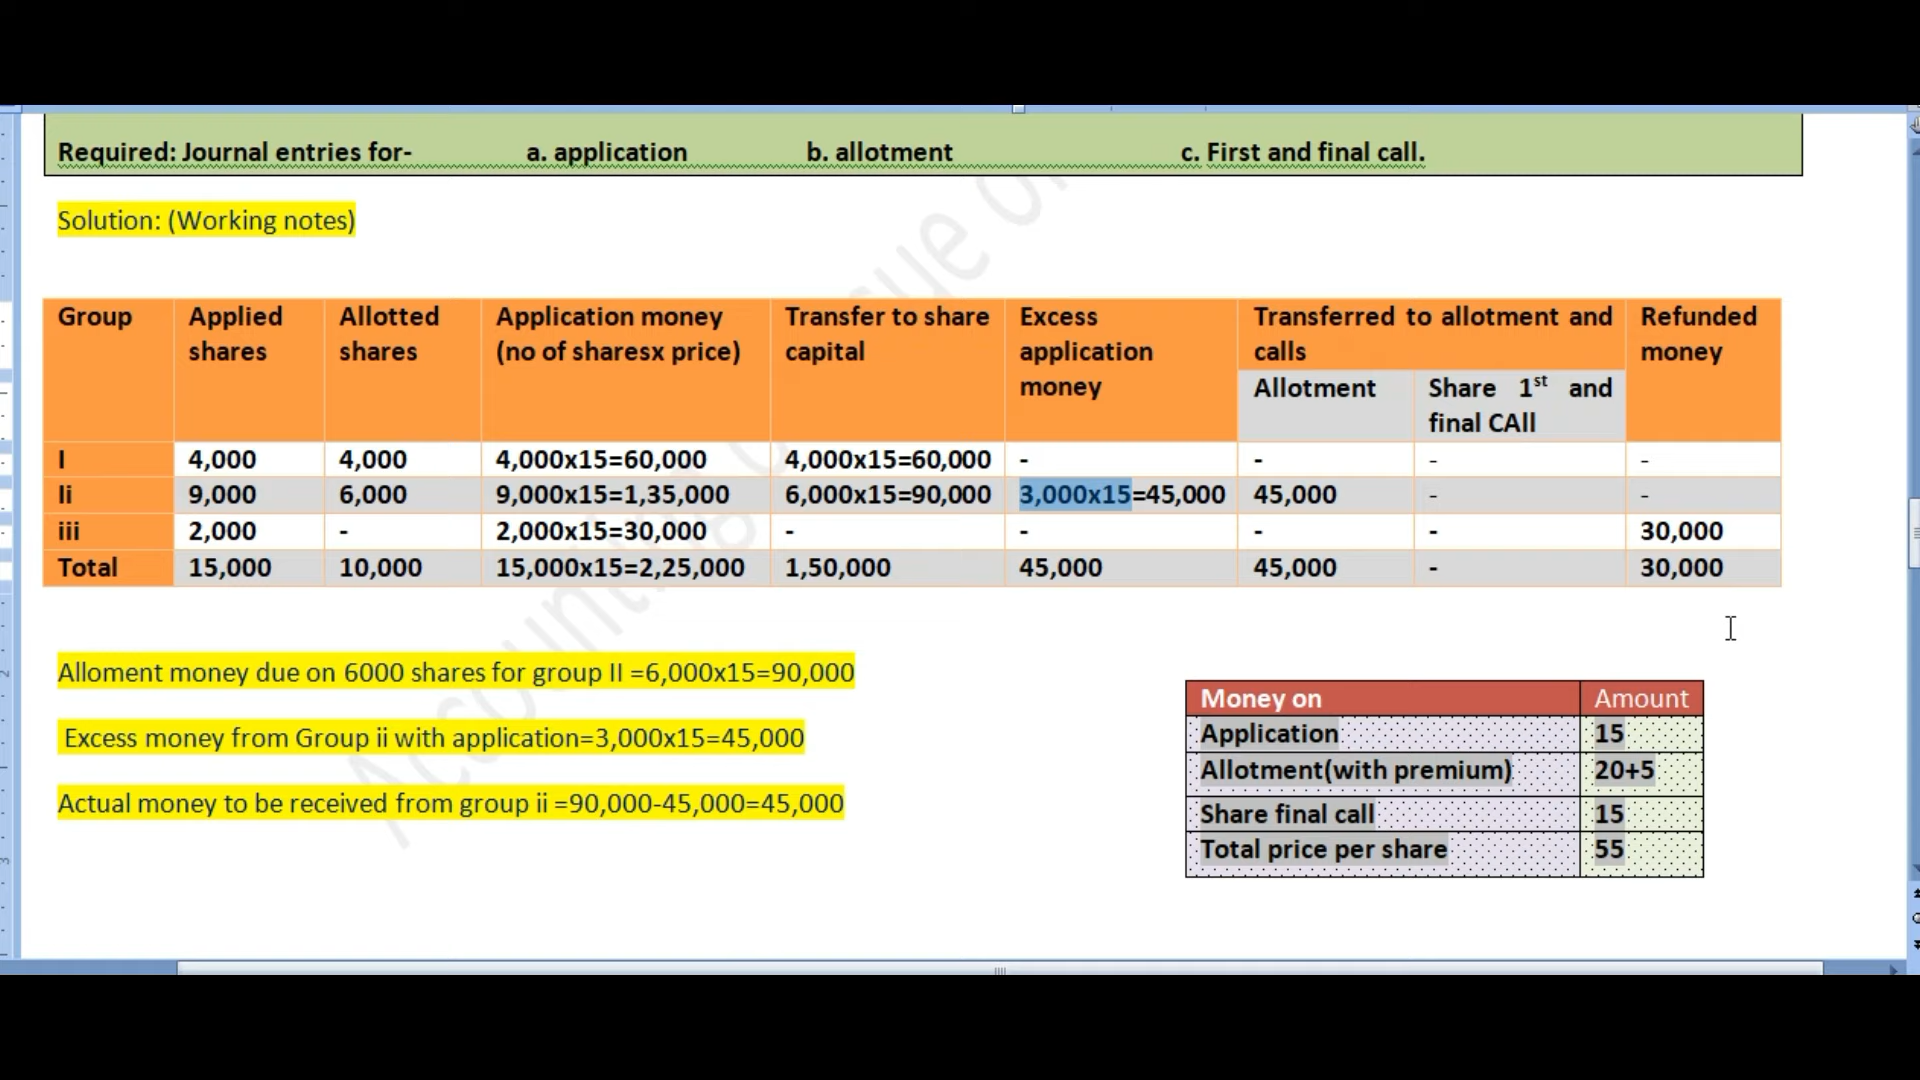 Required: Journal entries for- a. application b. allotment c. First and final call.
Solution: (Working notes)
Group Applied shares Allotted shares Application money (no of sharesx price) Transfer to share capital Excess application money Transferred to allotment and calls Refunded money
Allotment Share 1st and final CAll
I 4,000 4,000 4,000x15=60,000 4,000x15=60,000 - - - -
Ii 9,000 6,000 9,000x15=1,35,000 6,000x15=90,000 3,000x15=45,000 45,000 - -
iii 2,000 - 2,000x15=30,000 - - - - 30,000
Total 15,000 10,000 15,000x15=2,25,000 1,50,000 45,000 45,000 - 30,000
Alloment money due on 6000 shares for group II =6,000x15=90,000
Excess money from Group ii with application=3,000x15=45,000
Actual money to be received from group ii =90,000-45,000=45,000
Money on Amount
Application 15
Allotment(with premium) 20+5
Share final call 15
Total price per share 55
Accounting